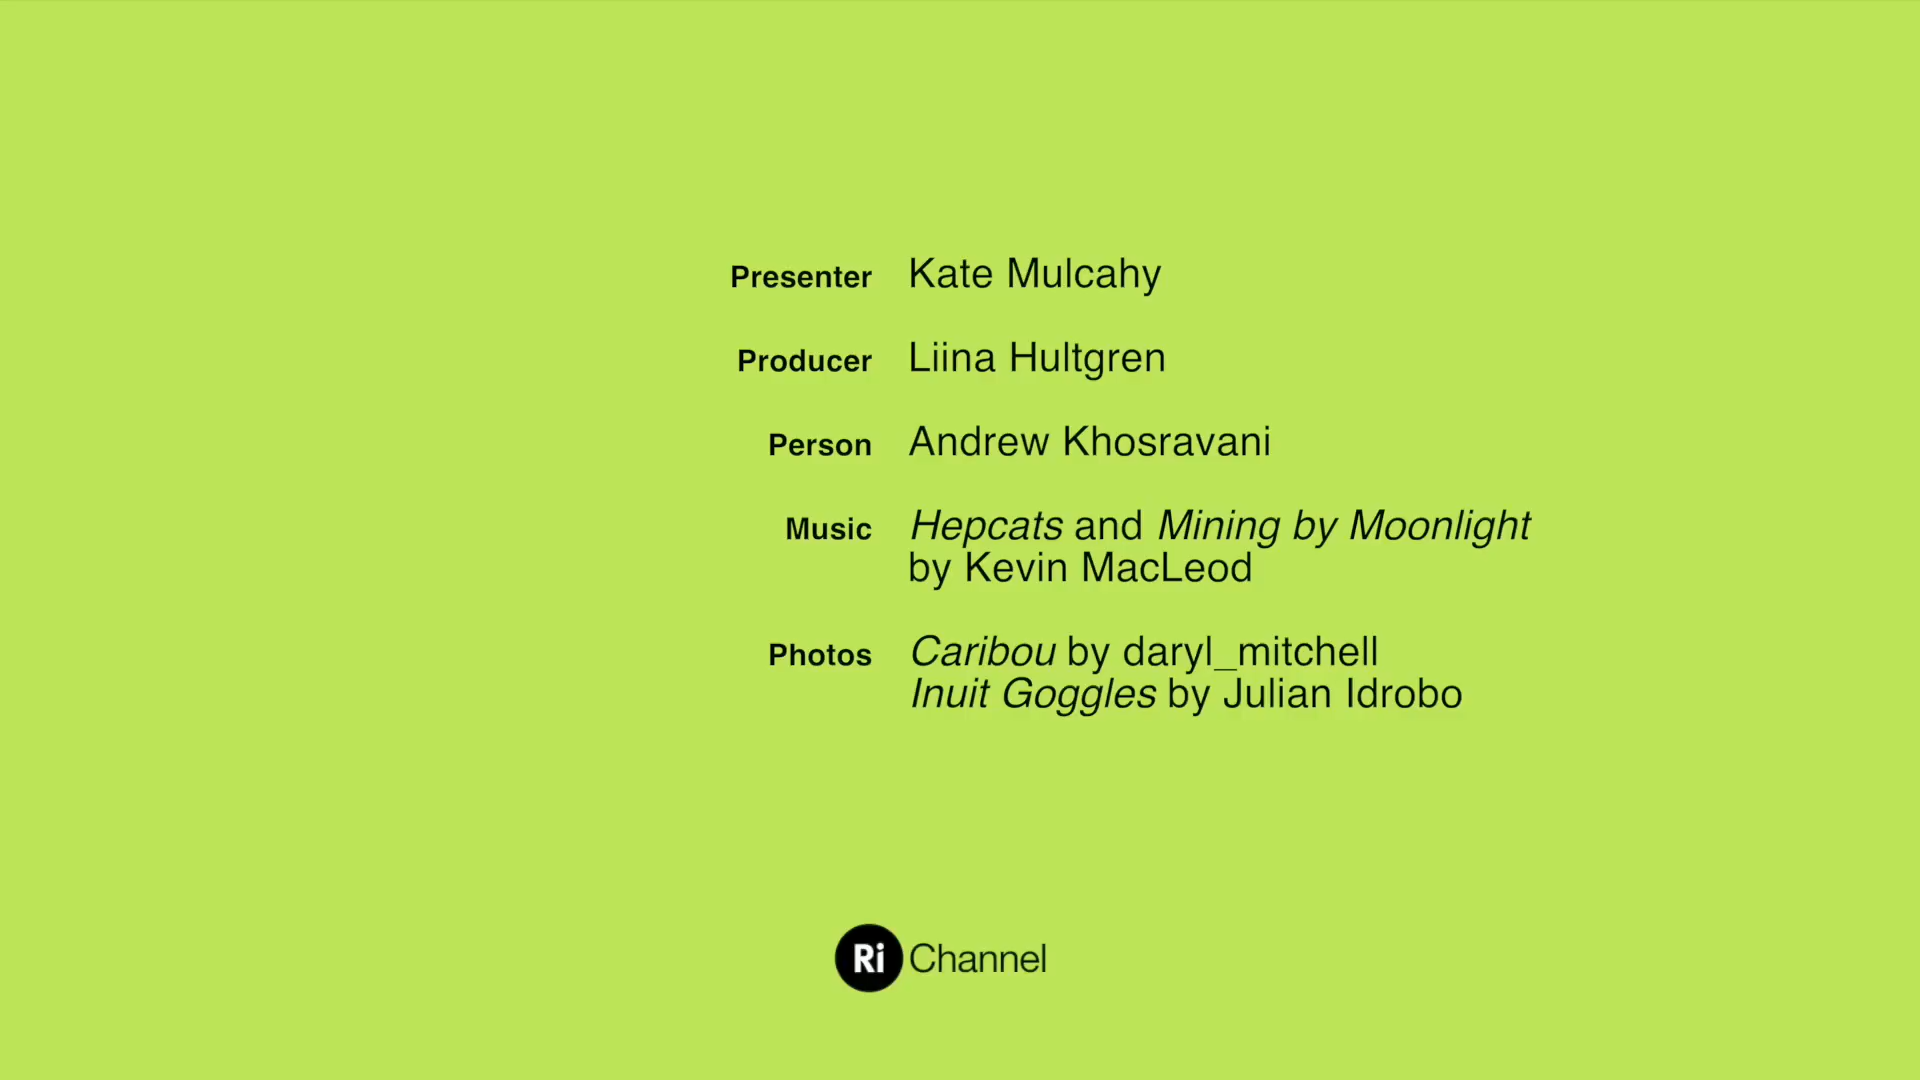 Presenter Kate Mulcahy
Producer Liina Hultgren
Person Andrew Khosravani
Music Hepcats and Mining by Moonlight
by Kevin MacLeod
Photos Caribou by daryl_mitchell
Inuit Goggles by Julian Idrobo
Ri Channel